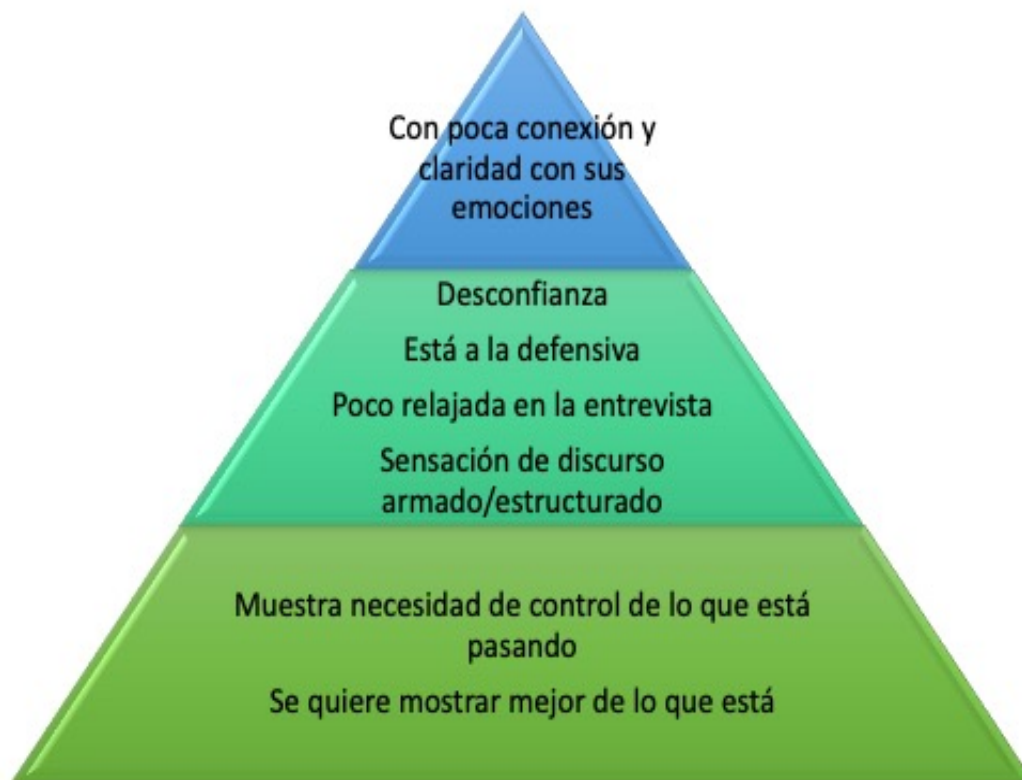 Con poca conexión y
claridad con sus
emociones
Desconfianza
Está a la defensiva
Poco relajada en la entrevista
Sensación de discurso
armado/estructurado
Muestra necesidad de control de lo que está
pasando
Se quiere mostrar mejor de lo que está